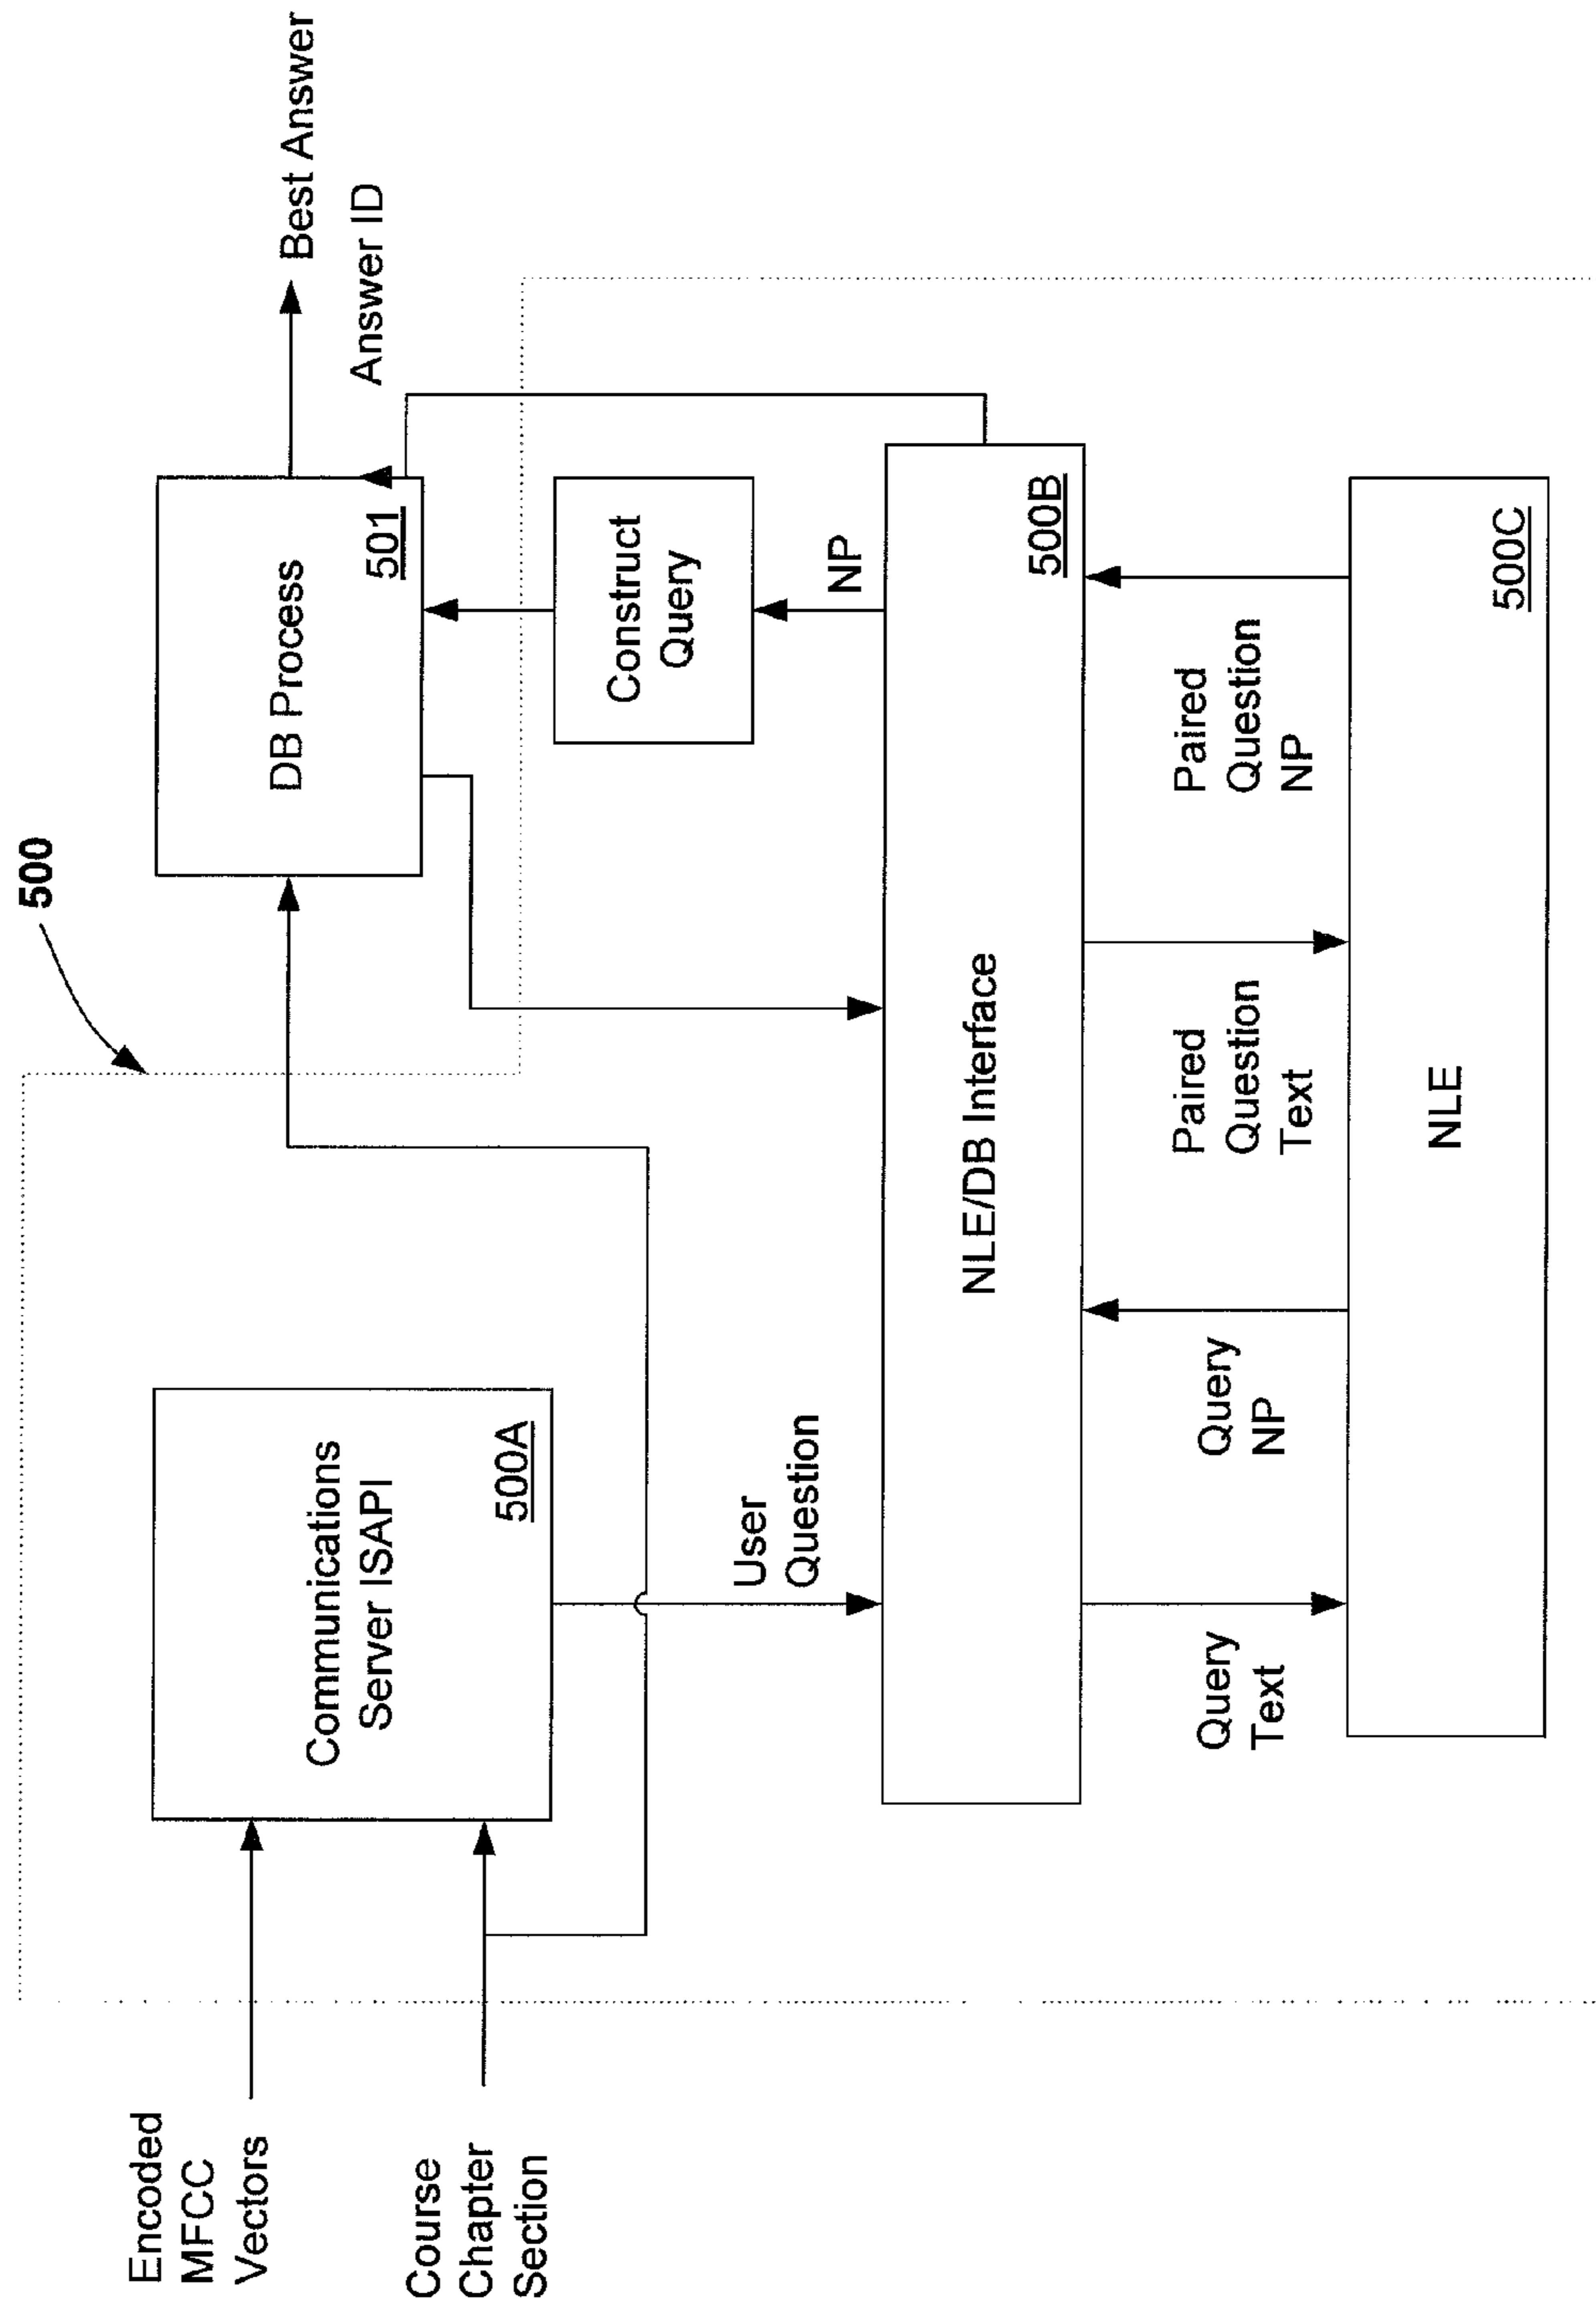 500
Encoded
MFCC
Vectors
Course
Chapter
Section
Communications
Server ISAPI
500A
DB Process
501
Best Answer
Answer ID
Construct
Query
NP
User
Question
NLE/DB Interface
500B
Query
Text
Query
NP
Paired
Question
Text
Paired
Question
NP
NLE
500C